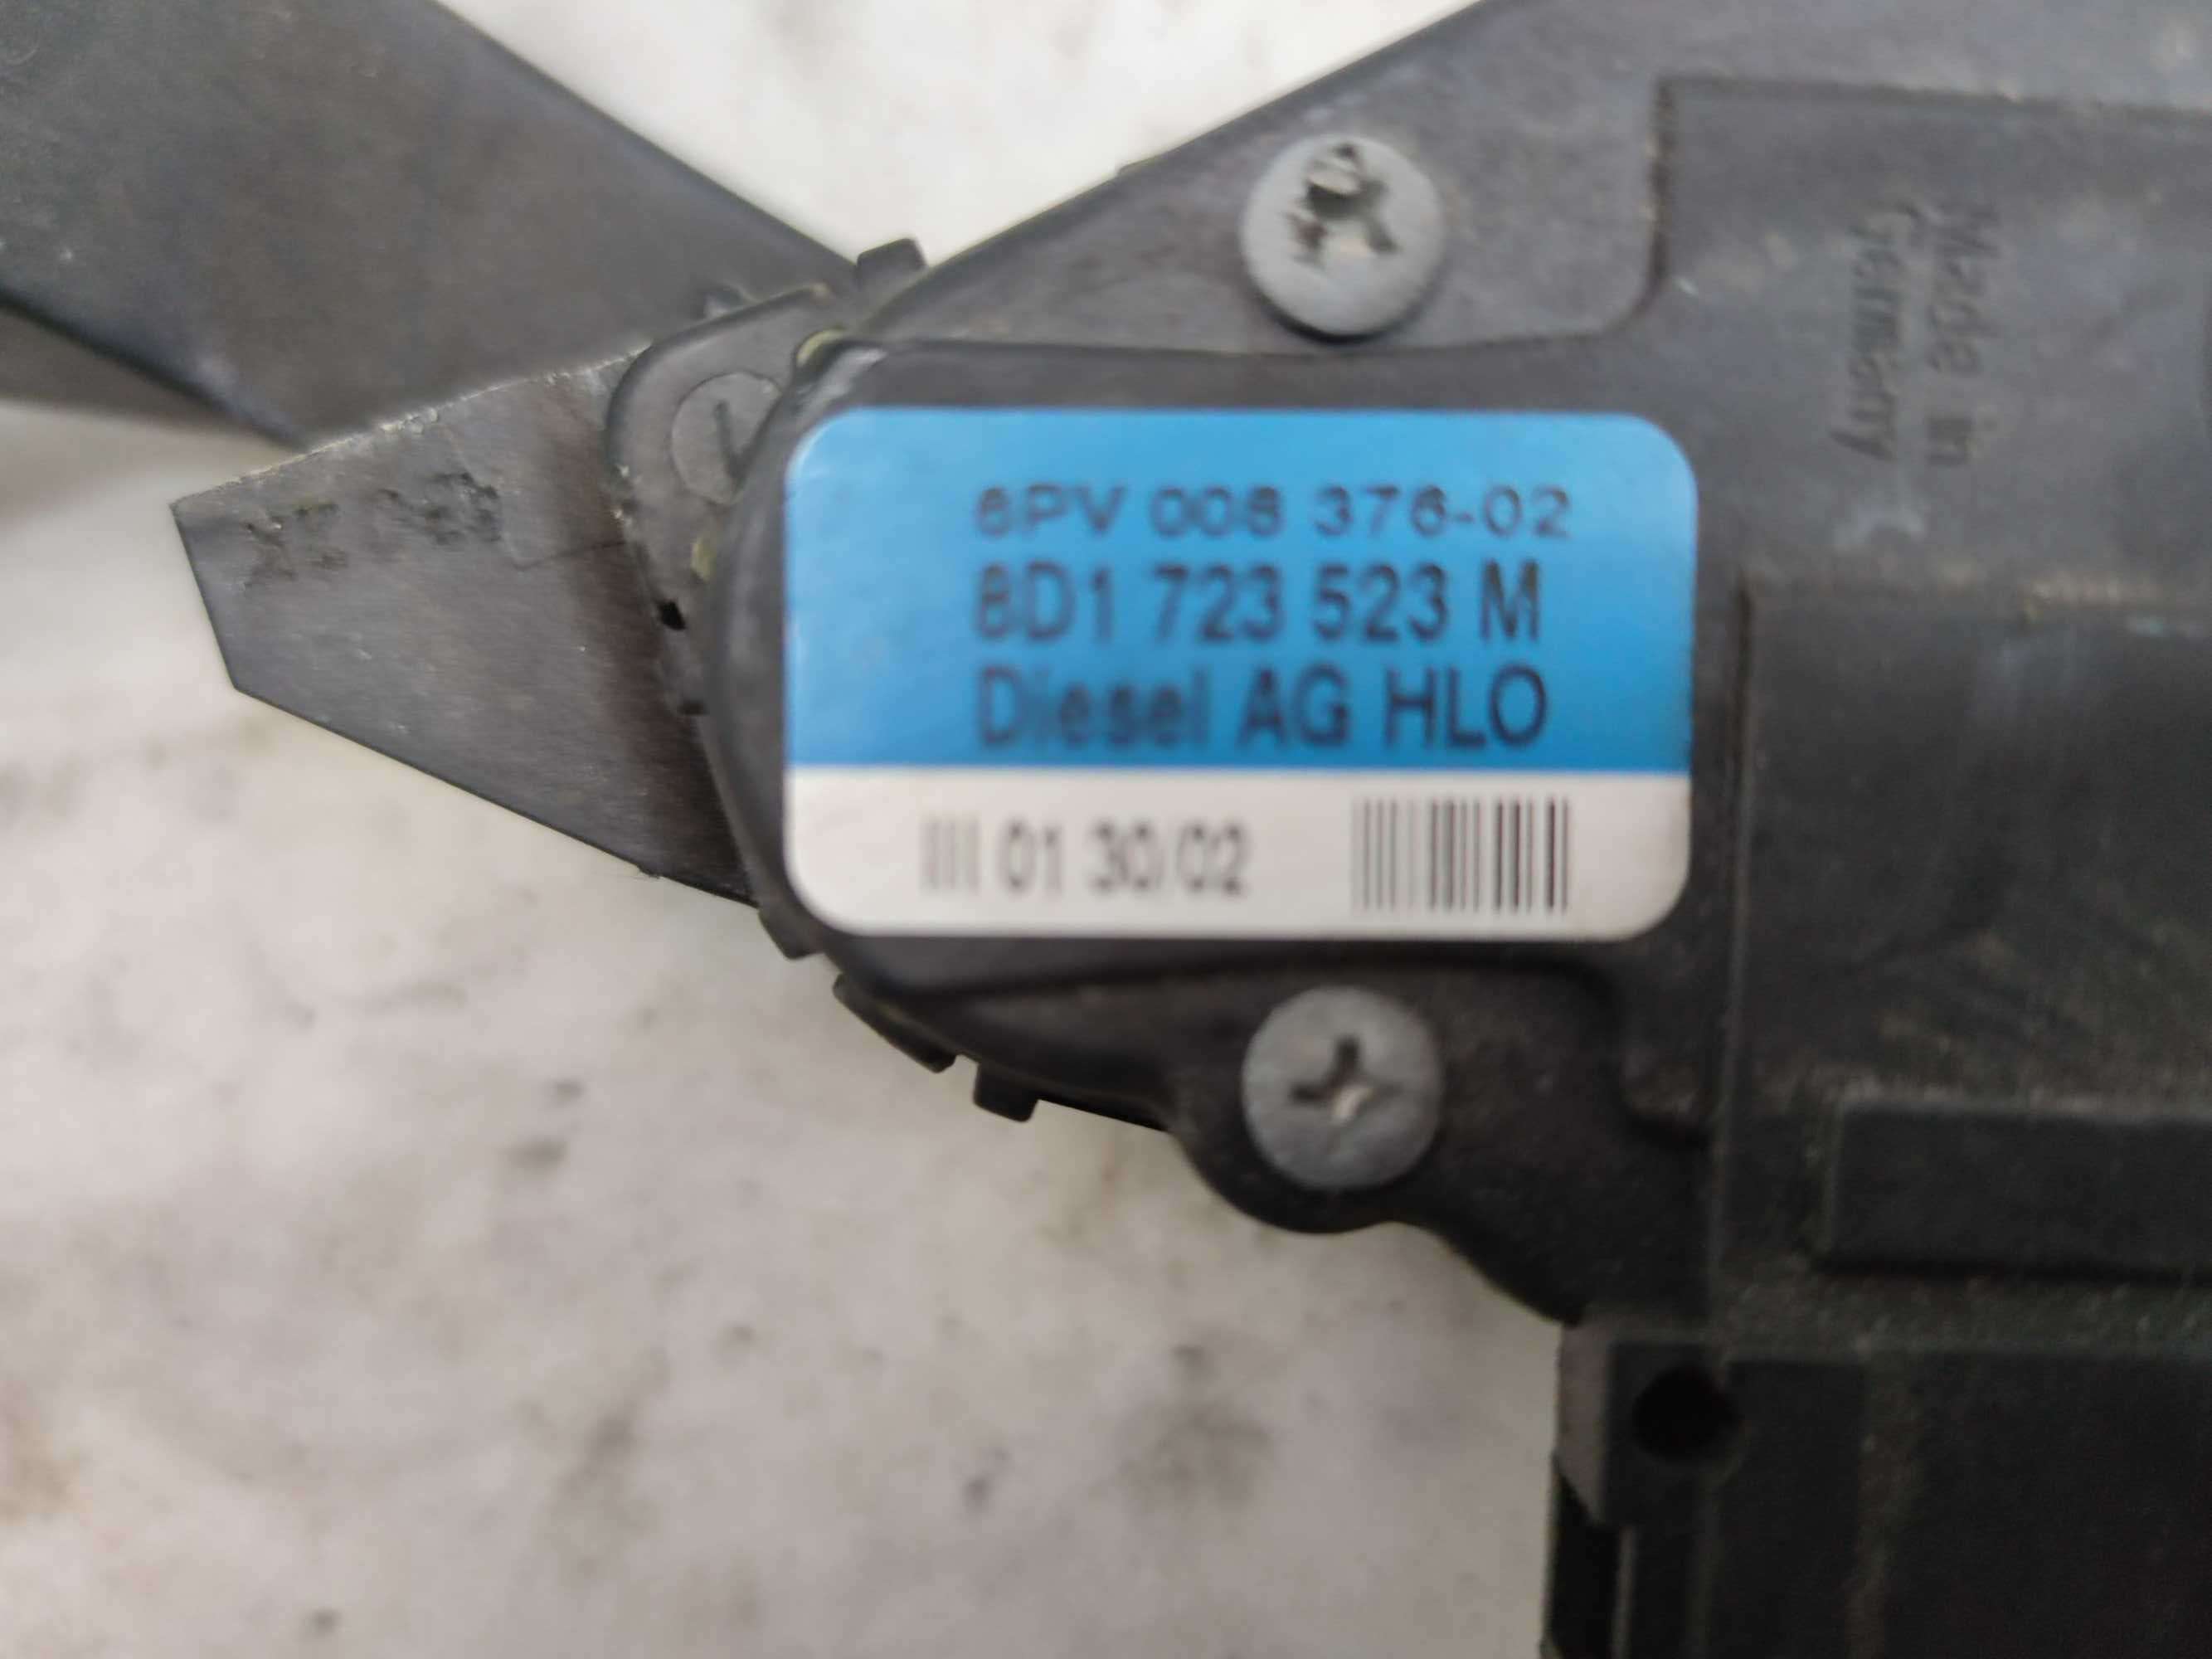 6PV 008 376-02
8D1 723 523 M
Diesel AG HLO
01 30/02
Made in
Germany